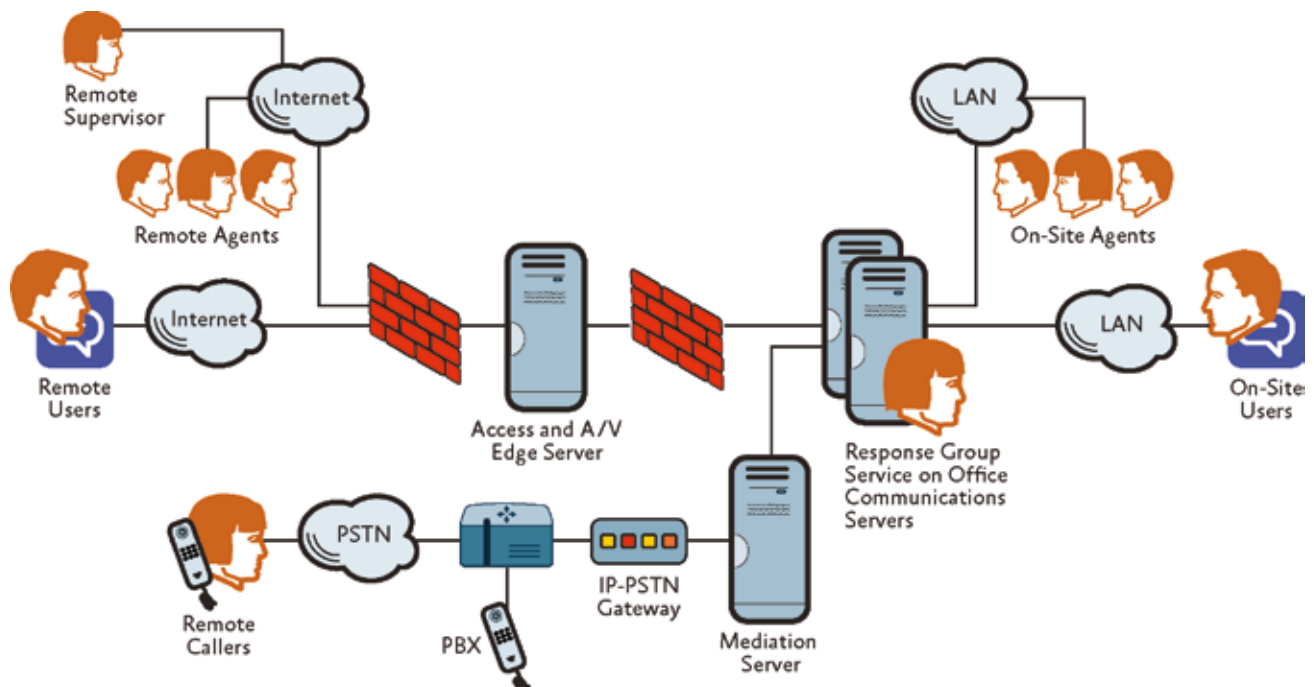 Internet
LAN
Remote
Supervisor
Remote Agents
On-Site Agents
Internet
LAN
Remote
Users
On-Sites
Users
Access and A/V
Edge Server
Response Group
Service on Office
Communications
Servers
PSTN
IP-PSTN
Gateway
Remote
Callers
PBX
Mediation
Server